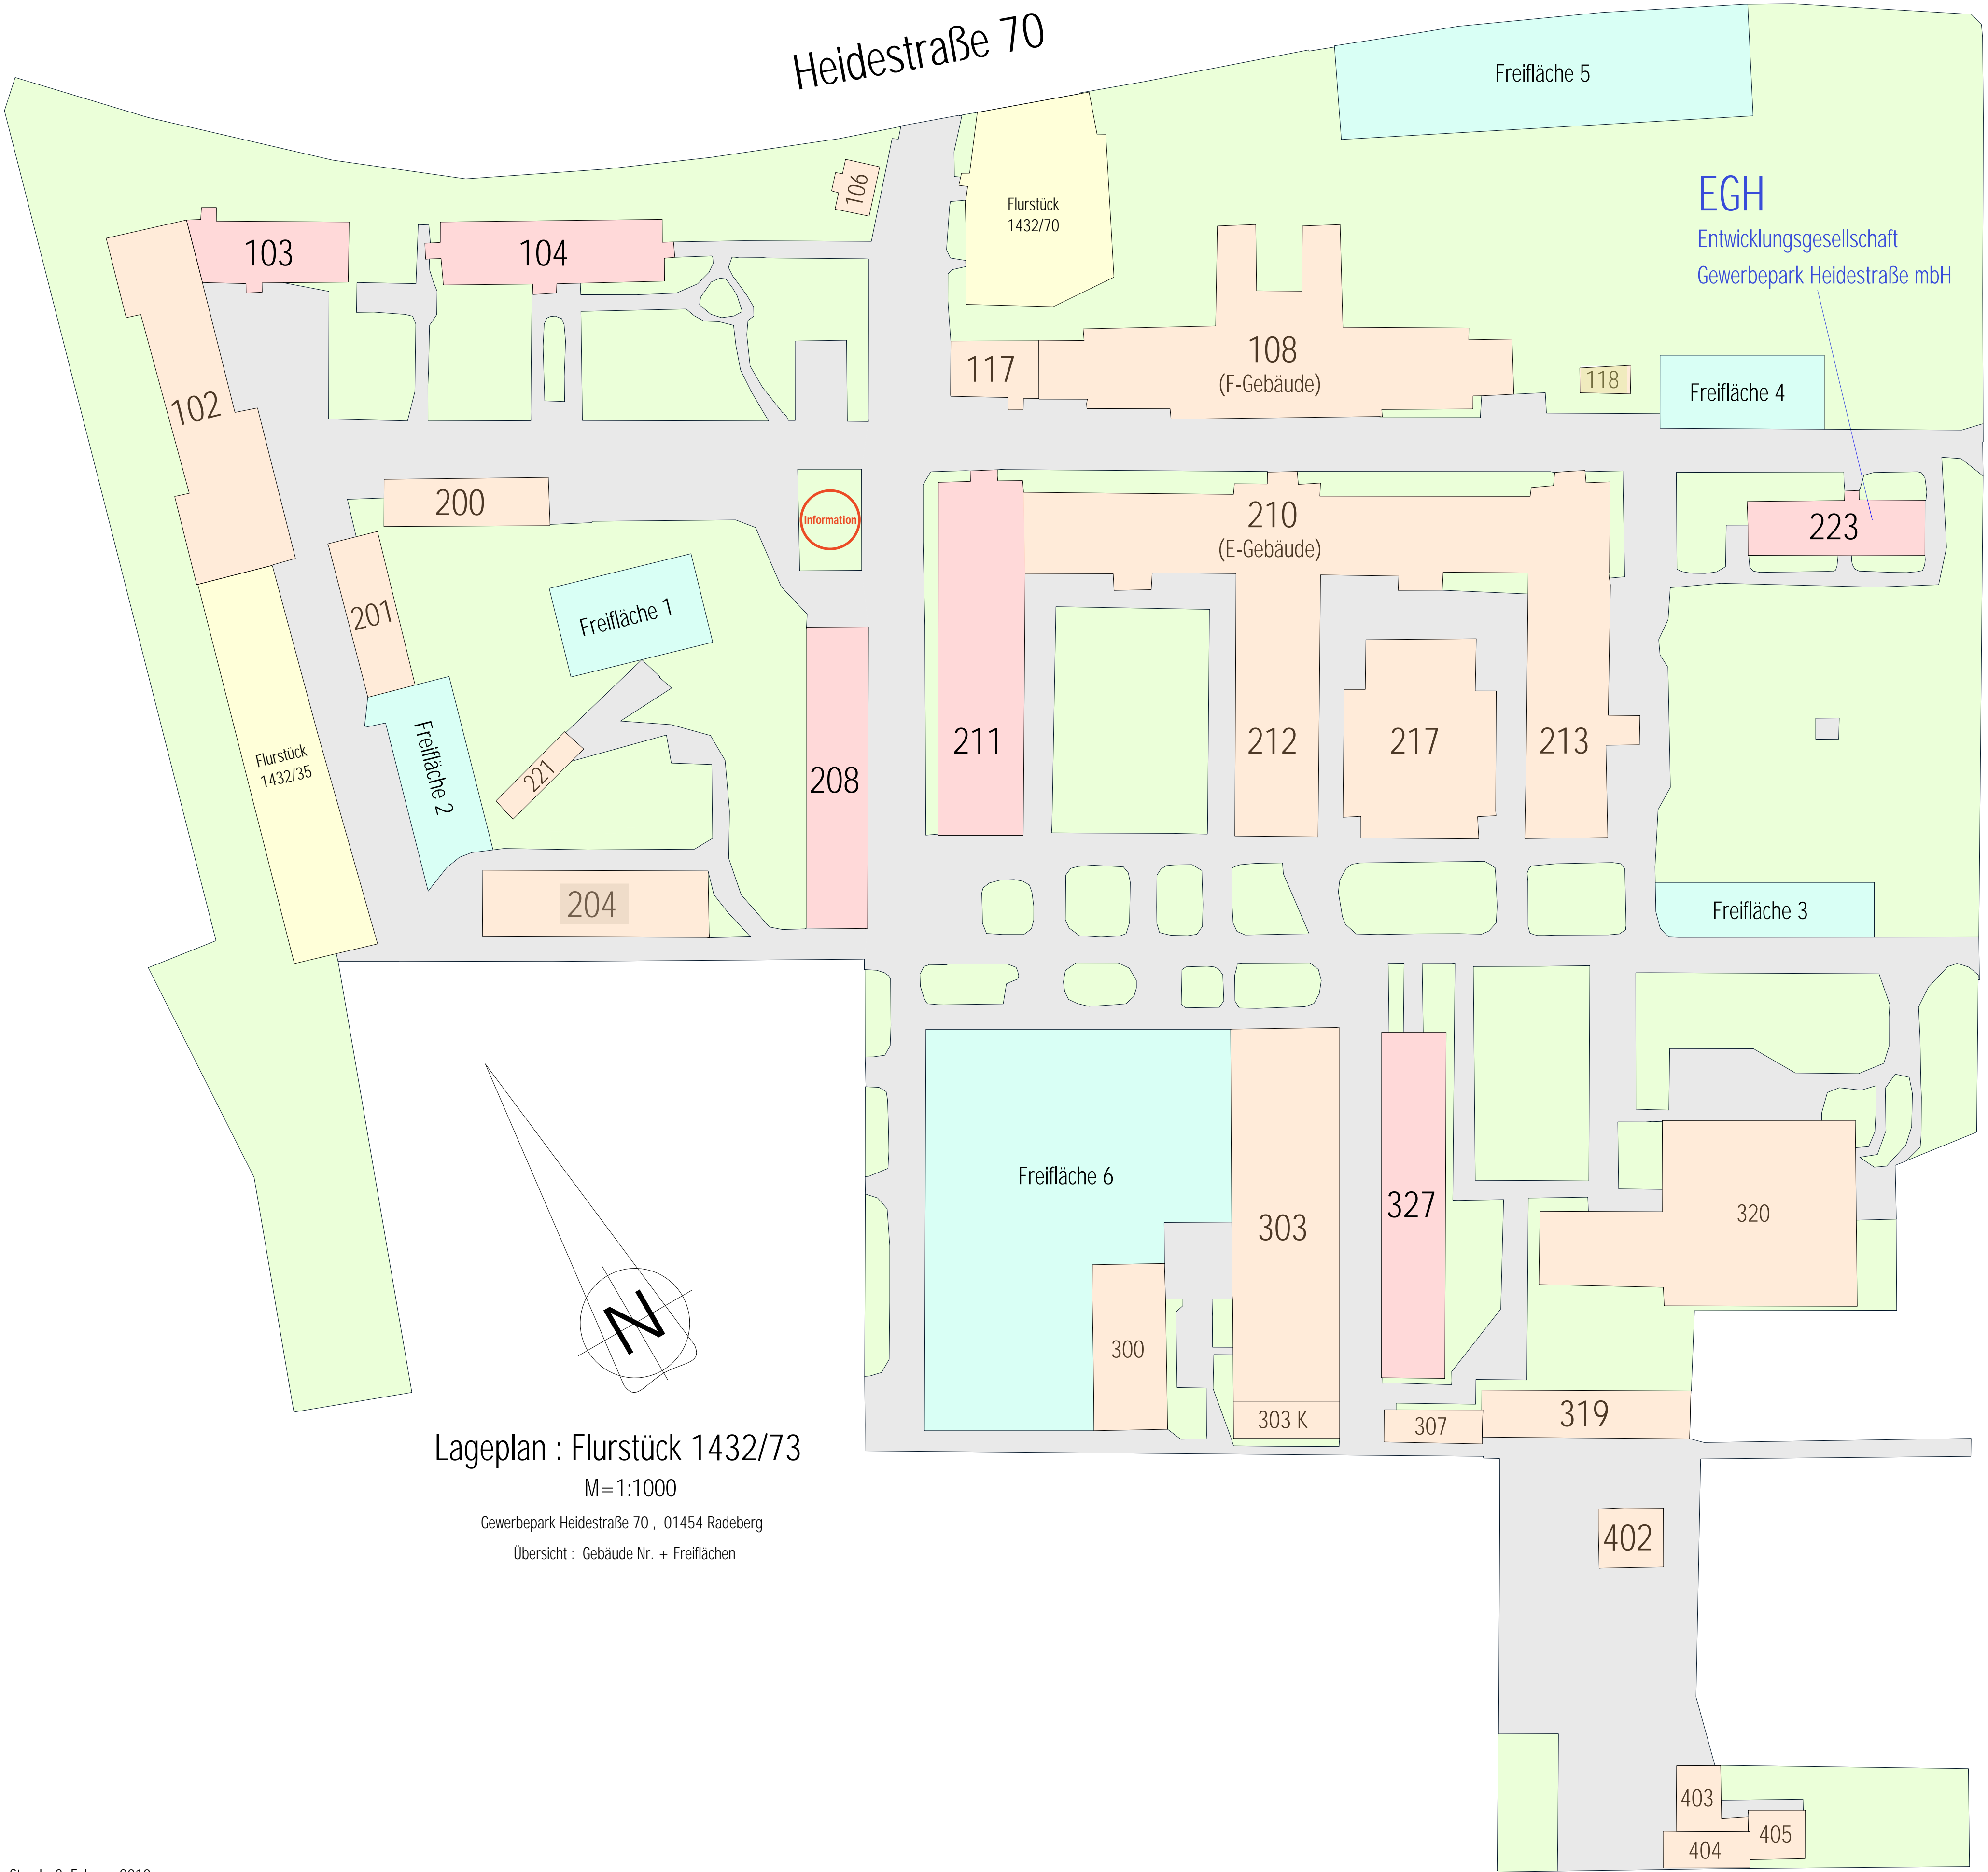 Heidestraße 70
Freifläche 5
106
Flurstück
1432/70
EGH
Entwicklungsgesellschaft
Gewerbepark Heidestraße mbH
103
104
108
(F-Gebäude)
117
118
Freifläche 4
102
200
Information
210
(E-Gebäude)
223
201
Freifläche 1
Flurstück
1432/35
Freifläche 2
221
208
211
212
217
213
204
Freifläche 3
Freifläche 6
303
327
320
300
303 K
307
319
N
Lageplan : Flurstück 1432/73
M=1:1000
Gewerbepark Heidestraße 70 , 01454 Radeberg
Übersicht : Gebäude Nr. + Freiflächen
402
403
405
404